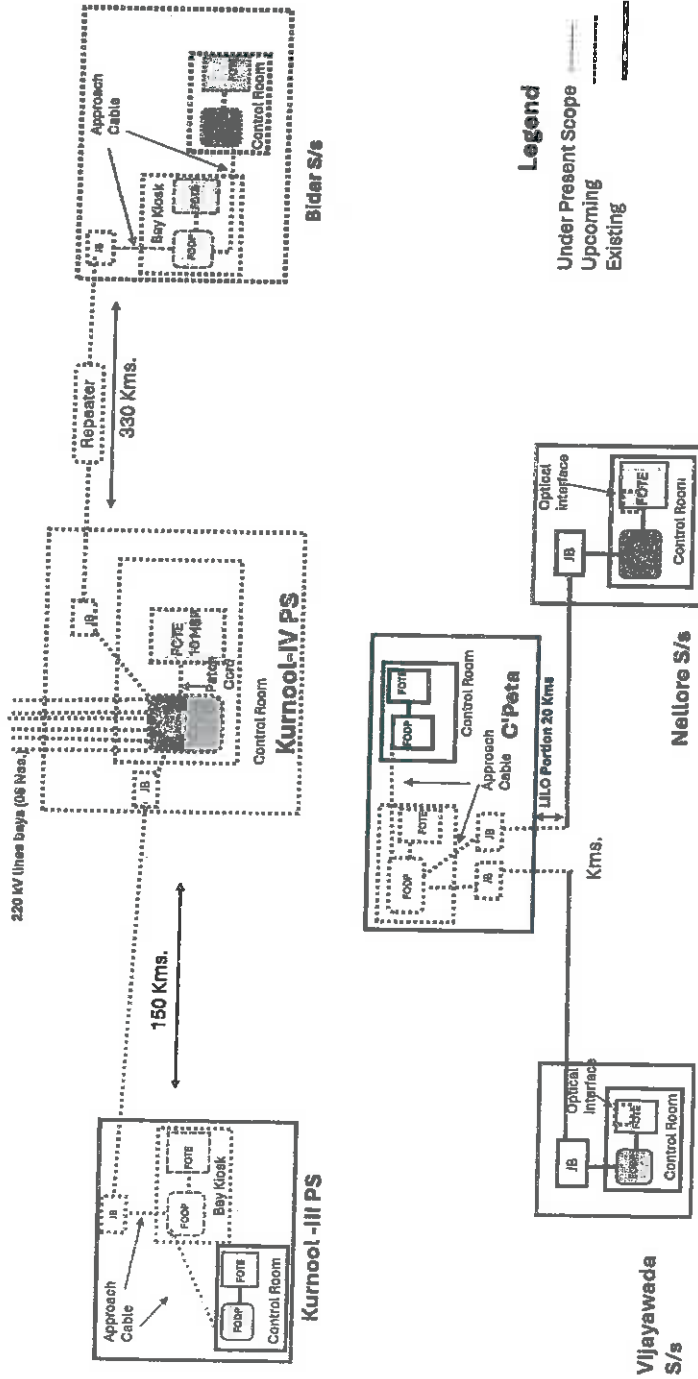 220 kV lines bays (06 Nos.)
Approach
Cable
JB
FODP
FOTE
Bay Kiosk
FODP
FOTE
Control Room
Kurnool -III PS
150 Kms.
JB
JB
FOTE
Patch
Cord
Control Room
Kurnool-IV PS
Repeater
330 Kms.
Approach
Cable
JB
Bay Kiosk
FODP
FOTE
FOTE
Control Room
Bidar S/s
Vijayawada
S/s
JB
Optical
Interface
FOTE
Control Room
FODP
FOTE
JB
JB
Approach
Cable
FODP
FOTE
Control Room
C'Peta
LILO Portion 20 Kms
Kms.
JB
Optical
Interface
FOTE
Control Room
Nellore S/s
Legend
Under Present Scope
Upcoming
Existing